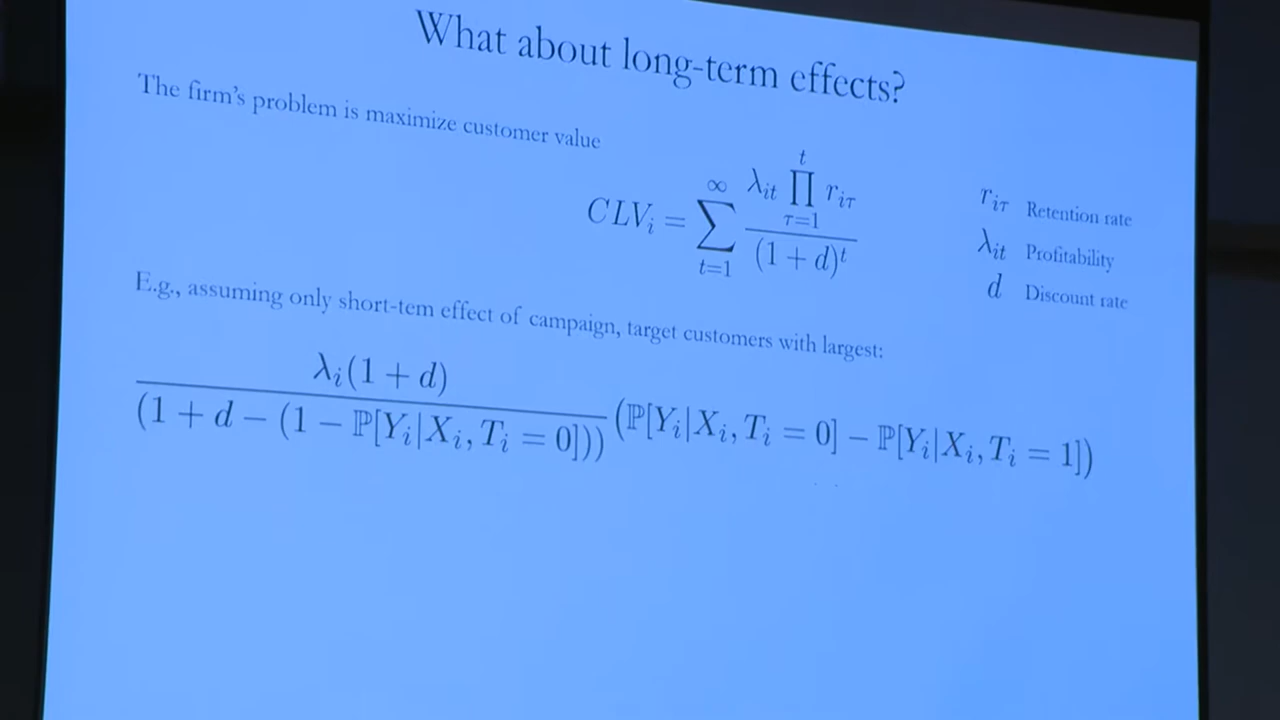 What about long-term effects?
The firm's problem is maximize customer value
CLV_i = \sum_{t=1}^{\infty} \frac{\lambda_{it} \prod_{\tau=1}^{t} r_{i\tau}}{(1+d)^t}
r_{iτ} Retention rate
λ_{it} Profitability
d Discount rate
E.g., assuming only short-tem effect of campaign, target customers with largest:
\frac{\lambda_i(1+d)}{(1+d-(1-\mathbb{P}[Y_i|X_i,T_i=0]))} (\mathbb{P}[Y_i|X_i,T_i=0] - \mathbb{P}[Y_i|X_i,T_i=1])